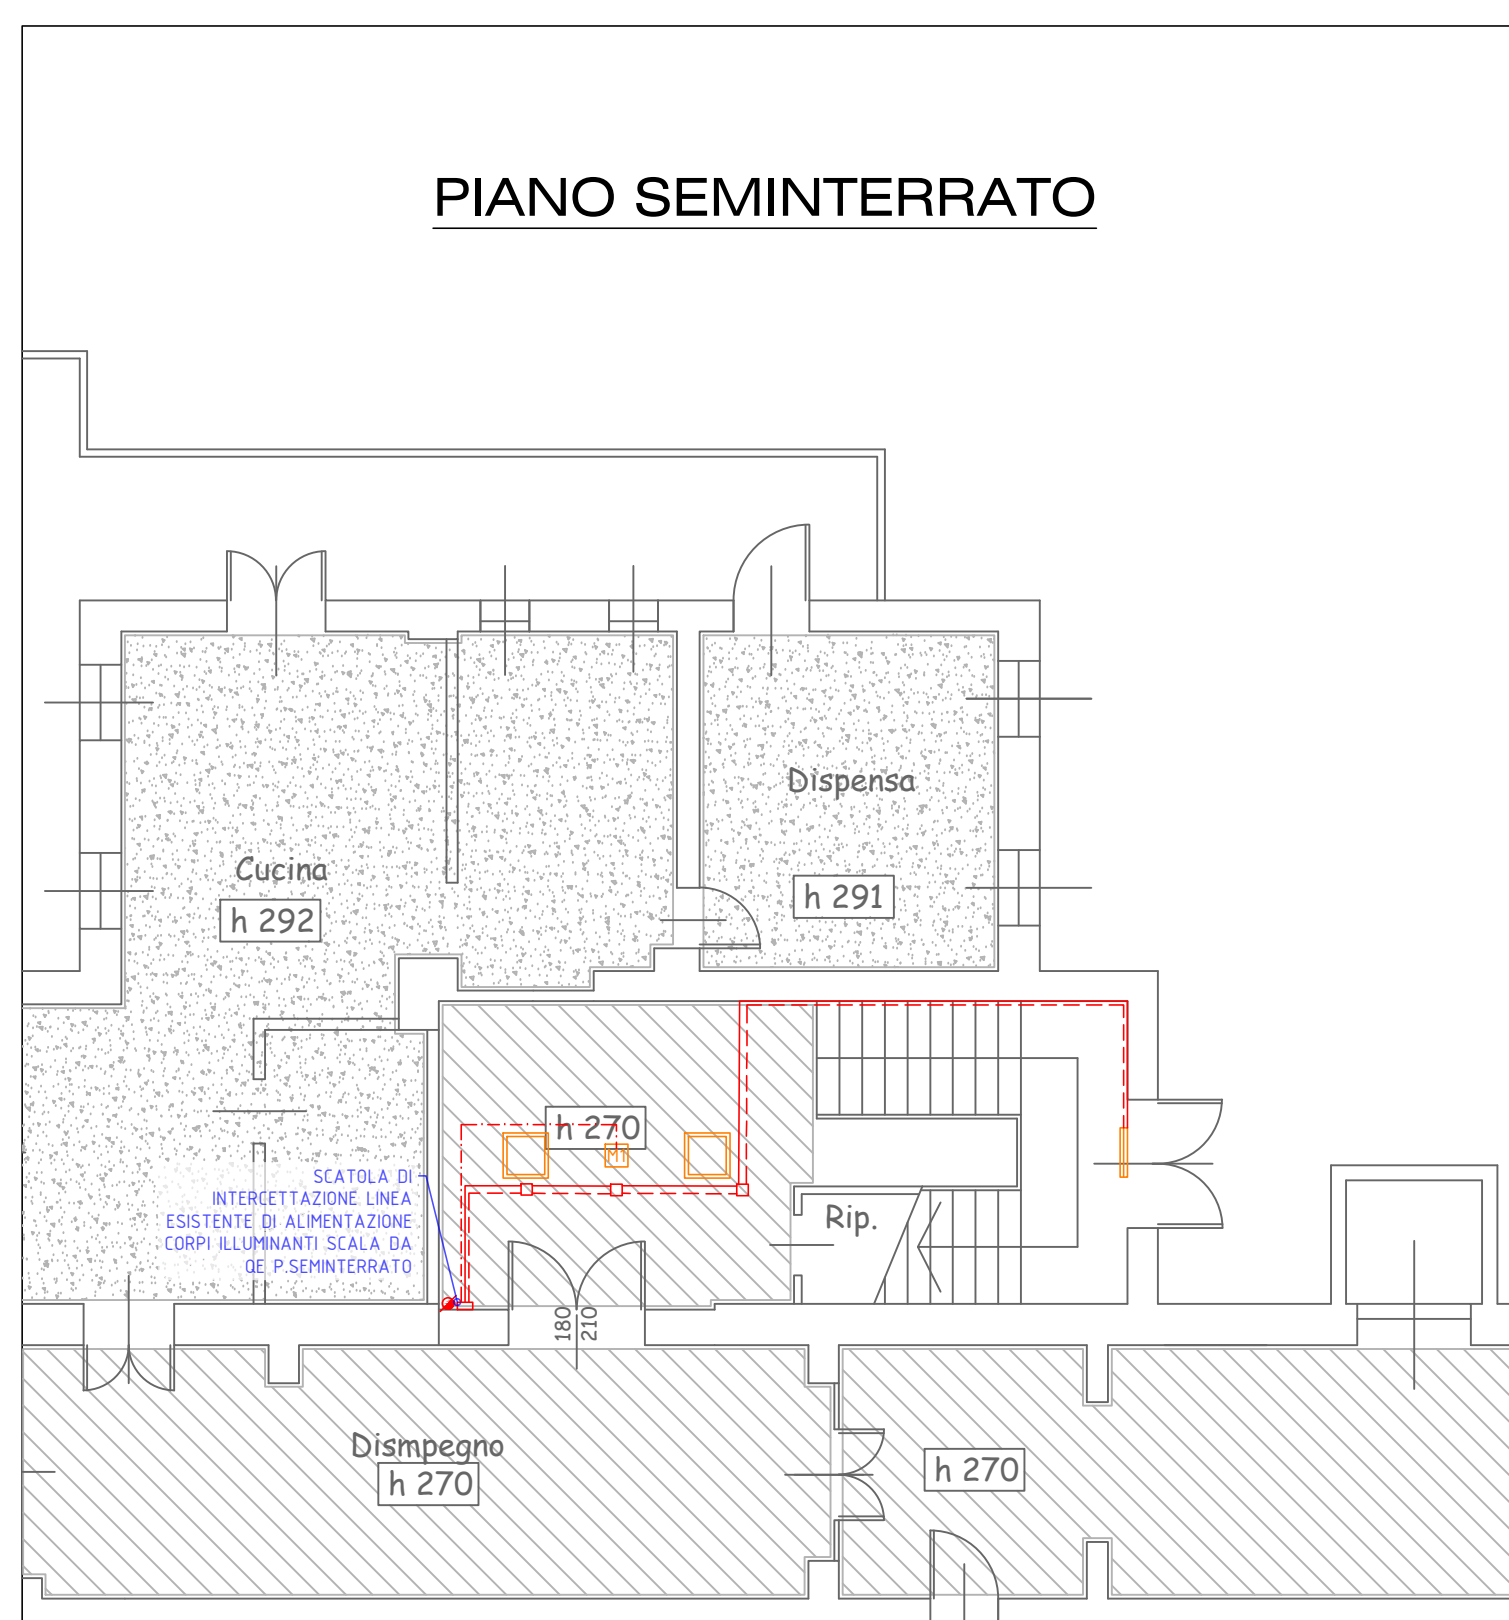 PIANO SEMINTERRATO
Dispensa
h 291
Cucina
h 292
h 270
M1
SCATOLA DI
INTERCETTAZIONE LINEA
ESISTENTE DI ALIMENTAZIONE
CORPI ILLUMINANTI SCALA DA
QE P.SEMINTERRATO
Rip.
180
210
Dismpegno
h 270
h 270